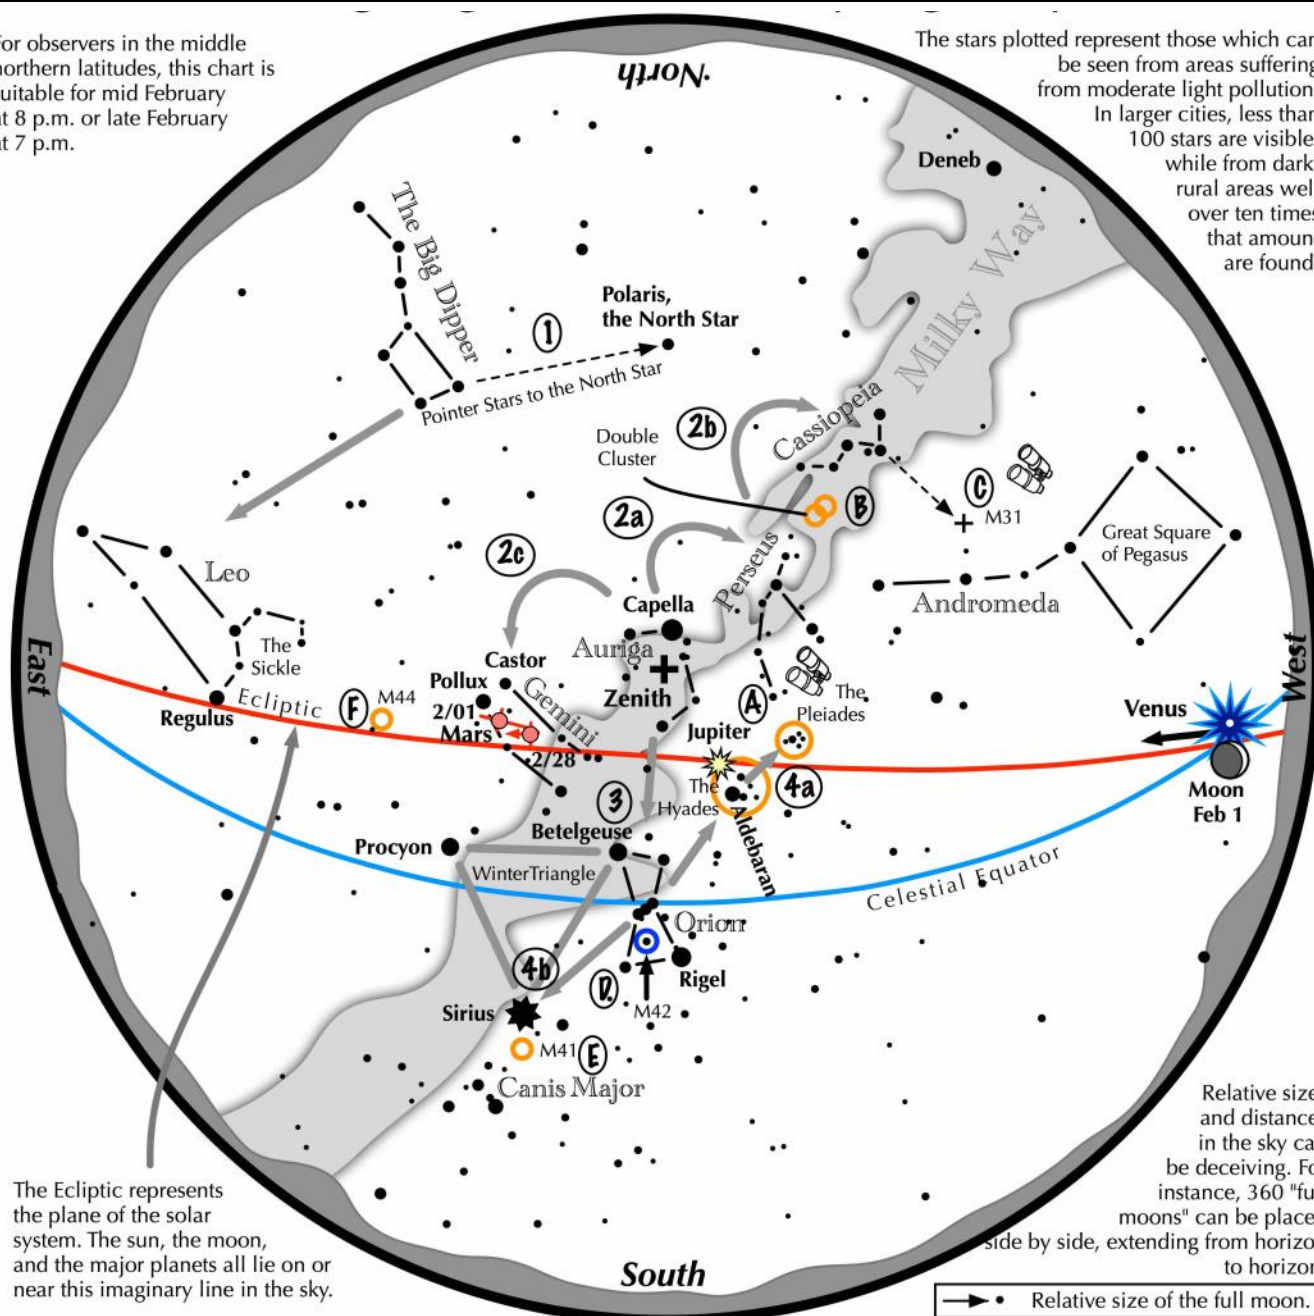 For observers in the middle
northern latitudes, this chart is
suitable for mid February
at 8 p.m. or late February
at 7 p.m.
North
The stars plotted represent those which can
be seen from areas suffering
from moderate light pollution.
In larger cities, less than
100 stars are visible,
while from dark,
rural areas well
over ten times
that amount
are found.
Deneb
Milky Way
The Big Dipper
Polaris,
the North Star
1
Pointer Stars to the North Star
2b
Cassiopeia
Double
Cluster
2a
B
C
M31
Great Square
of Pegasus
2c
Leo
Perseus
Andromeda
Capella
The
Sickle
Auriga
East
West
Castor
Gemini
Pollux
Zenith
A
The
Pleiades
Regulus
Ecliptic
F
M44
2/01
Mars
2/28
Jupiter
Venus
Moon
Feb 1
The
Hyades
4a
3
Aldebaran
Betelgeuse
Procyon
Winter Triangle
Celestial Equator
Orion
4b
D.
Rigel
M42
Sirius
M41
E
Canis Major
The Ecliptic represents
the plane of the solar
system. The sun, the moon,
and the major planets all lie on or
near this imaginary line in the sky.
South
Relative size
and distance
in the sky ca
be deceiving. Fo
instance, 360 "fu
moons" can be place
side by side, extending from horizo
to horizon
Relative size of the full moon.